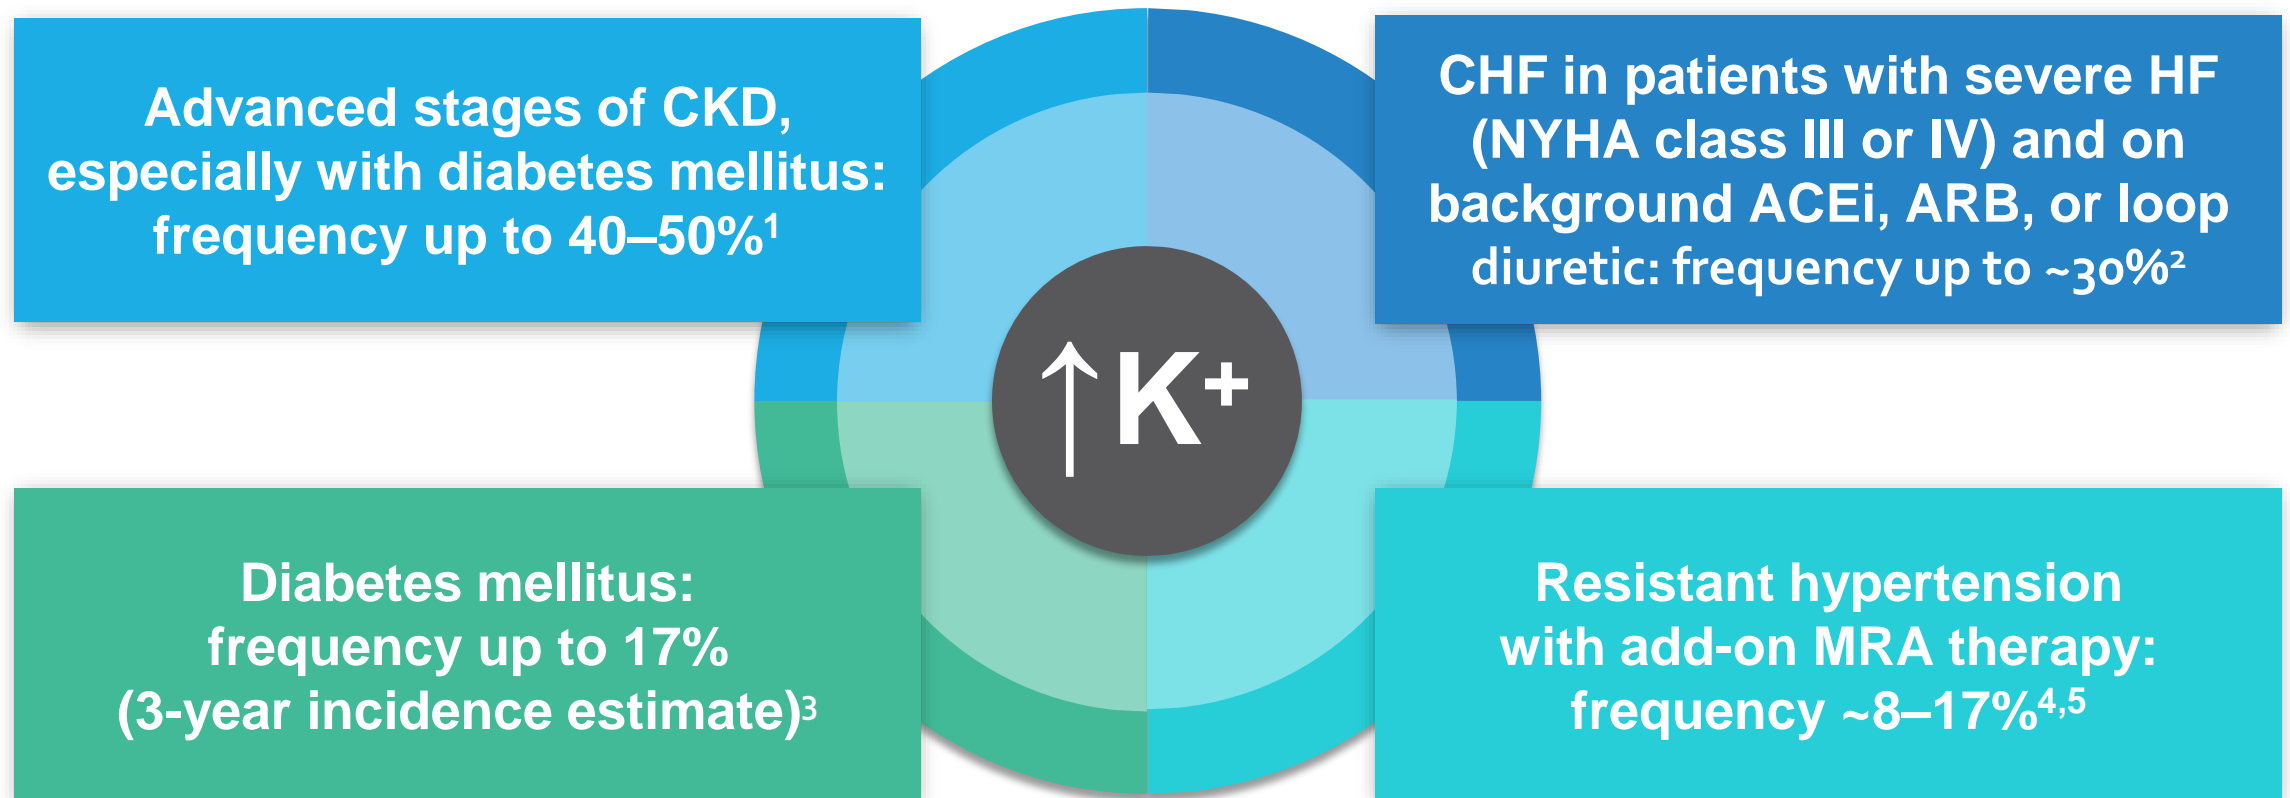 Advanced stages of CKD,
especially with diabetes mellitus:
frequency up to 40–50%¹
CHF in patients with severe HF
(NYHA class III or IV) and on
background ACEi, ARB, or loop
diuretic: frequency up to ~30%²
↑K⁺
Diabetes mellitus:
frequency up to 17%
(3-year incidence estimate)³
Resistant hypertension
with add-on MRA therapy:
frequency ~8–17%⁴,⁵